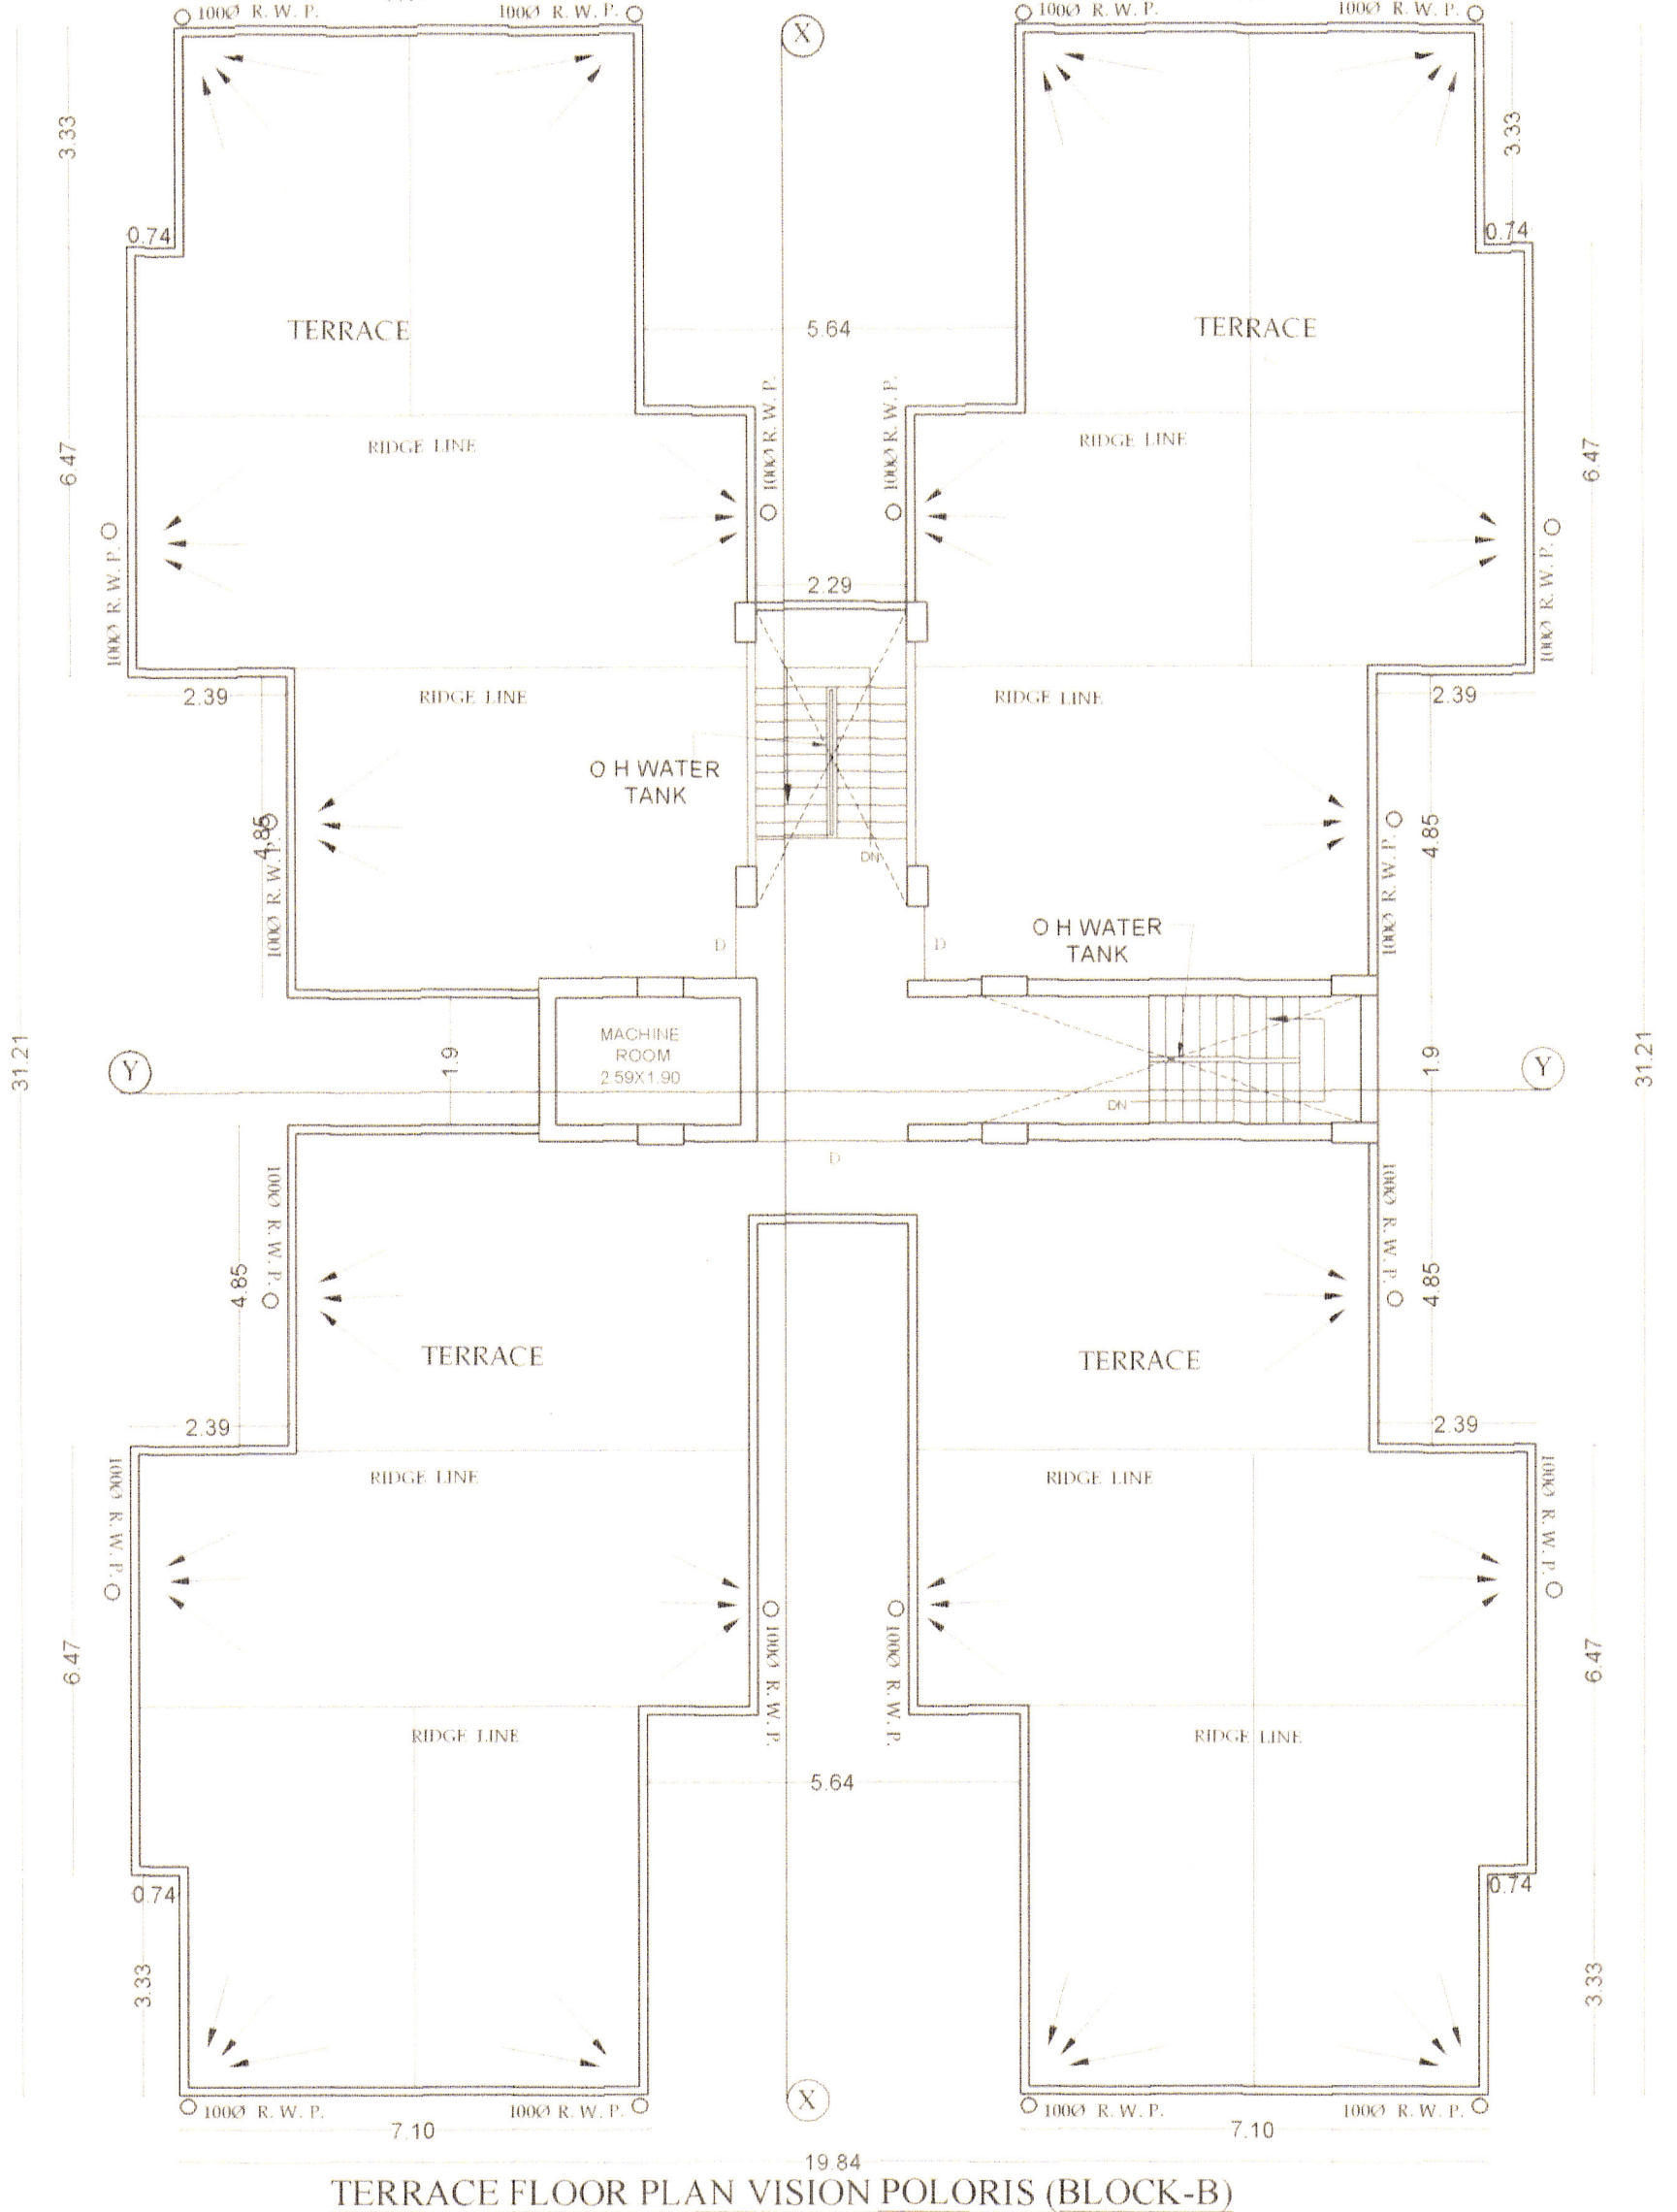 100Ø R. W. P. 100Ø R. W. P. 100Ø R. W. P. 100Ø R. W. P.
X
3.33 3.33
0.74 0.74
TERRACE 5.64 TERRACE
100Ø R. W. P. 100Ø R. W. P.
RIDGE LINE RIDGE LINE
6.47 6.47
100Ø R. W. P. 100Ø R. W. P.
2.29
2.39 RIDGE LINE RIDGE LINE 2.39
O H WATER
TANK
4.85 4.85
100Ø R. W. P. 100Ø R. W. P.
DN
O H WATER
TANK
D D
31.21 31.21
Y 1.9 1.9 Y
MACHINE
ROOM
2.59X1.90
DN
D
100Ø R. W. P. 100Ø R. W. P.
4.85 4.85
TERRACE TERRACE
2.39 2.39
RIDGE LINE RIDGE LINE
100Ø R. W. P. 100Ø R. W. P.
6.47 6.47
100Ø R. W. P. 100Ø R. W. P.
RIDGE LINE RIDGE LINE
5.64
0.74 0.74
3.33 3.33
X
100Ø R. W. P. 100Ø R. W. P. 100Ø R. W. P. 100Ø R. W. P.
7.10 7.10
19.84
TERRACE FLOOR PLAN VISION POLORIS (BLOCK-B)